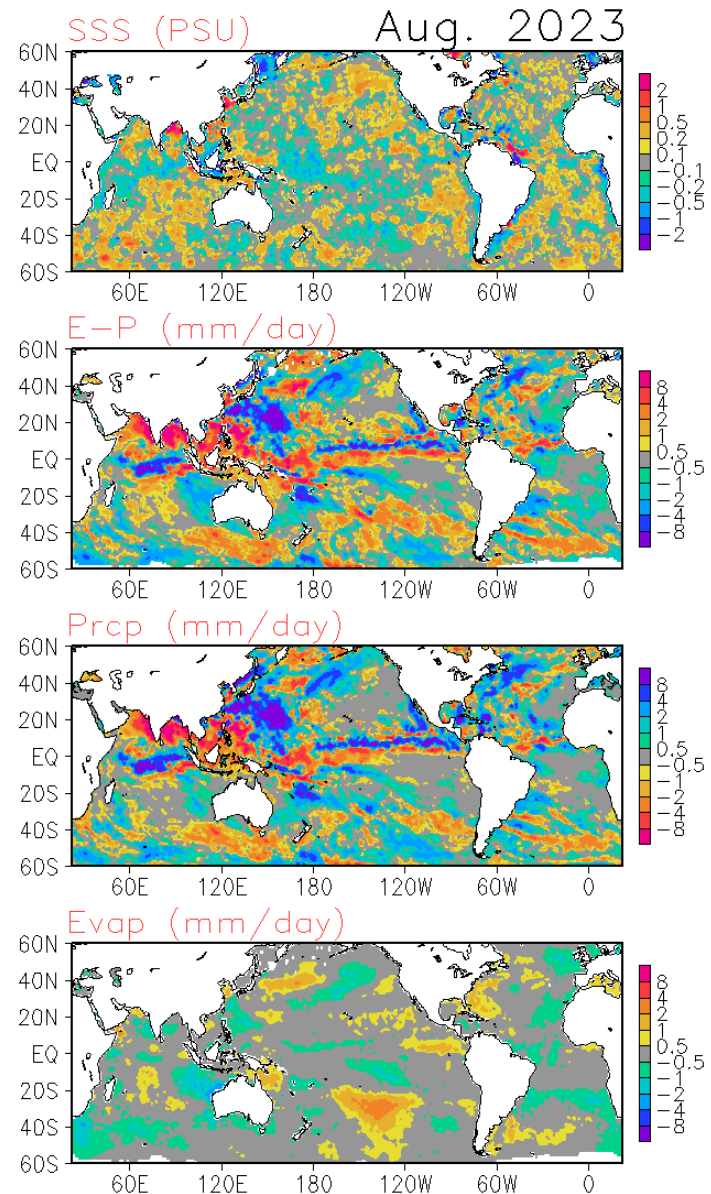 SSS (PSU) Aug. 2023
60N
40N
20N
EQ
20S
40S
60S
60E 120E 180 120W 60W 0
2
1
0.5
0.2
0.1
−0.1
−0.2
−0.5
−1
−2
E−P (mm/day)
60N
40N
20N
EQ
20S
40S
60S
60E 120E 180 120W 60W 0
8
4
2
1
0.5
−0.5
−1
−2
−4
−8
Prcp (mm/day)
60N
40N
20N
EQ
20S
40S
60S
60E 120E 180 120W 60W 0
8
4
2
1
0.5
−0.5
−1
−2
−4
−8
Evap (mm/day)
60N
40N
20N
EQ
20S
40S
60S
60E 120E 180 120W 60W 0
8
4
2
1
0.5
−0.5
−1
−2
−4
−8